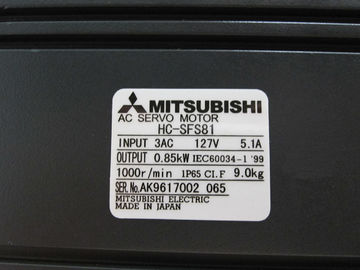 MITSUBISHI
AC SERVO MOTOR
HC-SFS81
INPUT 3AC 127V 5.1A
OUTPUT 0.85kW IEC60034-1 '99
1000r/min IP65 CI.F 9.0kg
SER.No.AK9617002 065
MITSUBISHI ELECTRIC
MADE IN JAPAN